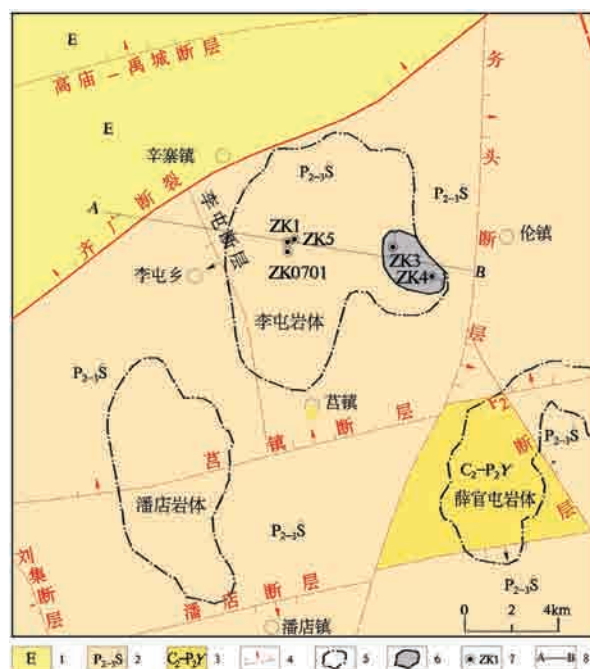 E
高庙—禹城断层
E
务头断层
辛寨镇
P₂₋₃S
P₂₋₃S
A
齐广断裂
李屯断层
ZK1
ZK5
ZK0701
ZK3
ZK4
B
伦镇
李屯乡
李屯岩体
P₂₋₃S
莒镇
莒镇断层
F2
断层
P₂₋₃S
C₂-P₂Y
薛官屯岩体
潘店岩体
P₂₋₃S
刘集断层
潘店断层
P₂₋₃S
潘店镇
0 2 4km
E 1 P₂₋₃S 2 C₂-P₂Y 3 4 5 6 ZK1 7 A B 8